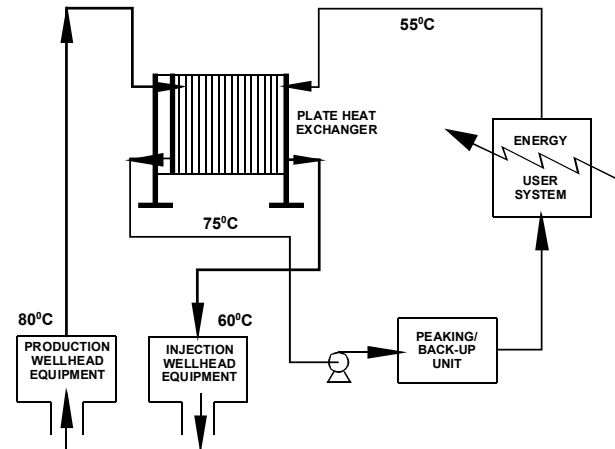 55⁰C
PLATE HEAT
EXCHANGER
ENERGY
USER
SYSTEM
75⁰C
80⁰C
60⁰C
PRODUCTION
WELLHEAD
EQUIPMENT
INJECTION
WELLHEAD
EQUIPMENT
PEAKING/
BACK-UP
UNIT